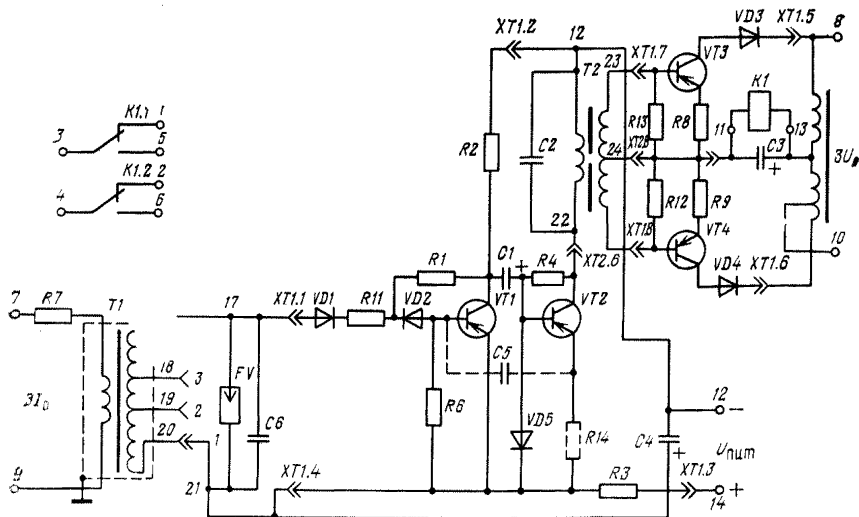 XT1.2
12
VD3
XT1.5
8
T2
23
XT1.7
VT3
K1
K1.1
1
3
5
K1.2
2
4
6
R2
C2
R13
R8
11
13
C3
+
24
XT2.8
R12
R9
22
XT1.8
VT4
10
XT2.6
VD4
XT1.6
R1
C1
+
R4
7
R7
T1
17
XT1.1
VD1
R11
VD2
VT1
VT2
C5
18
3
FV
19
2
C6
R6
VD5
R14
12
−
3I₀
20
1
C4
+
Uпит
9
21
XT1.4
R3
XT1.3
+
14